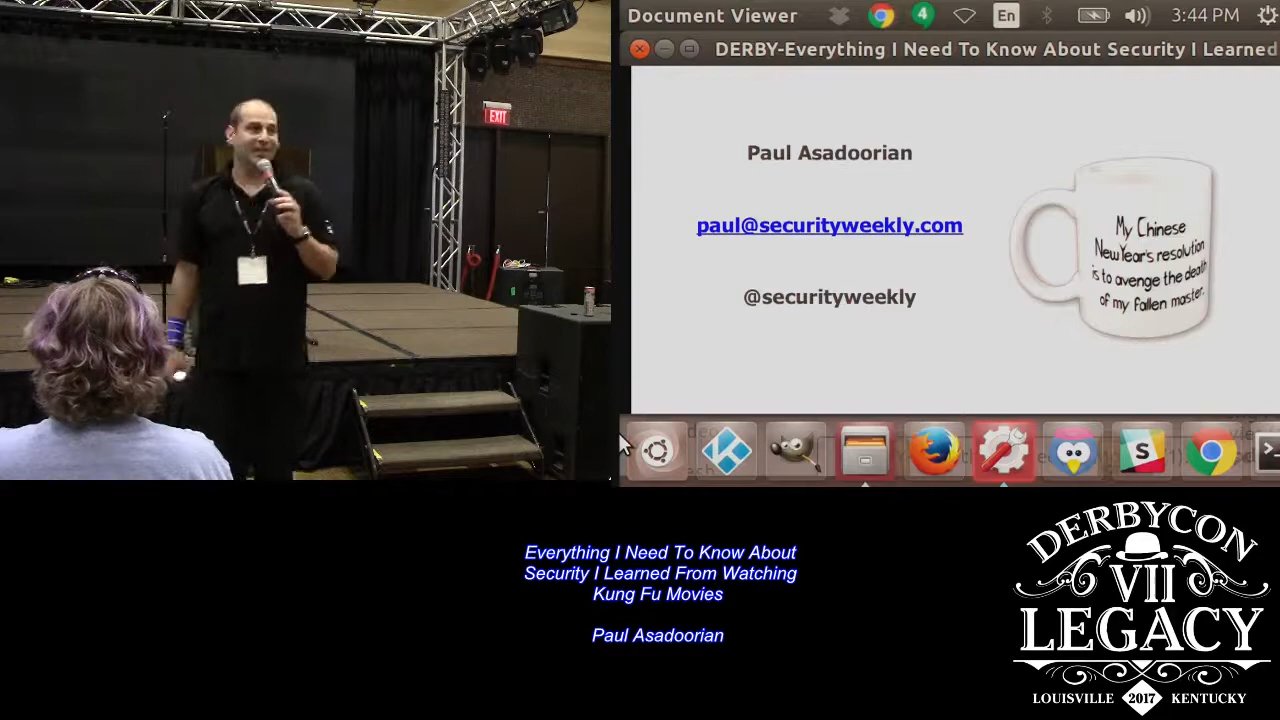 EXIT
Document Viewer
4
En
3:44 PM
DERBY-Everything I Need To Know About Security I Learned
Paul Asadoorian
paul@securityweekly.com
@securityweekly
My Chinese
New Year's resolution
is to avenge the death
of my fallen master.
S
>_
Everything I Need To Know About
Security I Learned From Watching
Kung Fu Movies
Paul Asadoorian
DERBYCON
VII
LEGACY
LOUISVILLE 2017 KENTUCKY